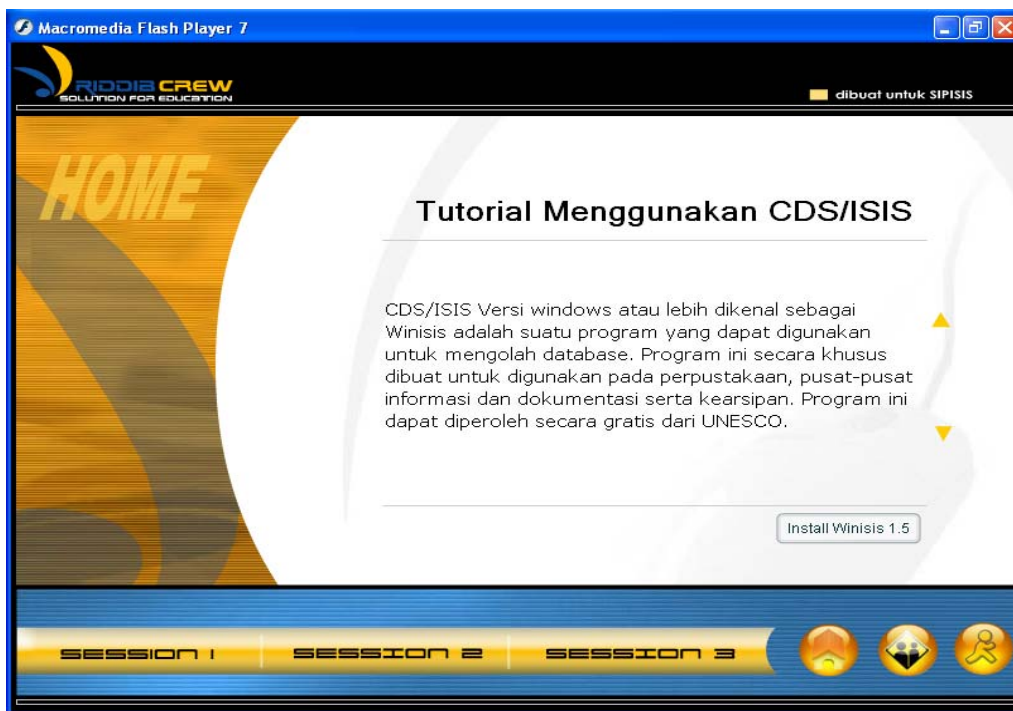 Macromedia Flash Player 7
RIDDIB CREW
SOLUTION FOR EDUCATION
dibuat untuk SIPISIS
HOME
Tutorial Menggunakan CDS/ISIS
CDS/ISIS Versi windows atau lebih dikenal sebagai
Winisis adalah suatu program yang dapat digunakan
untuk mengolah database. Program ini secara khusus
dibuat untuk digunakan pada perpustakaan, pusat-pusat
informasi dan dokumentasi serta kearsipan. Program ini
dapat diperoleh secara gratis dari UNESCO.
Install Winisis 1.5
SESSION 1
SESSION 2
SESSION 3